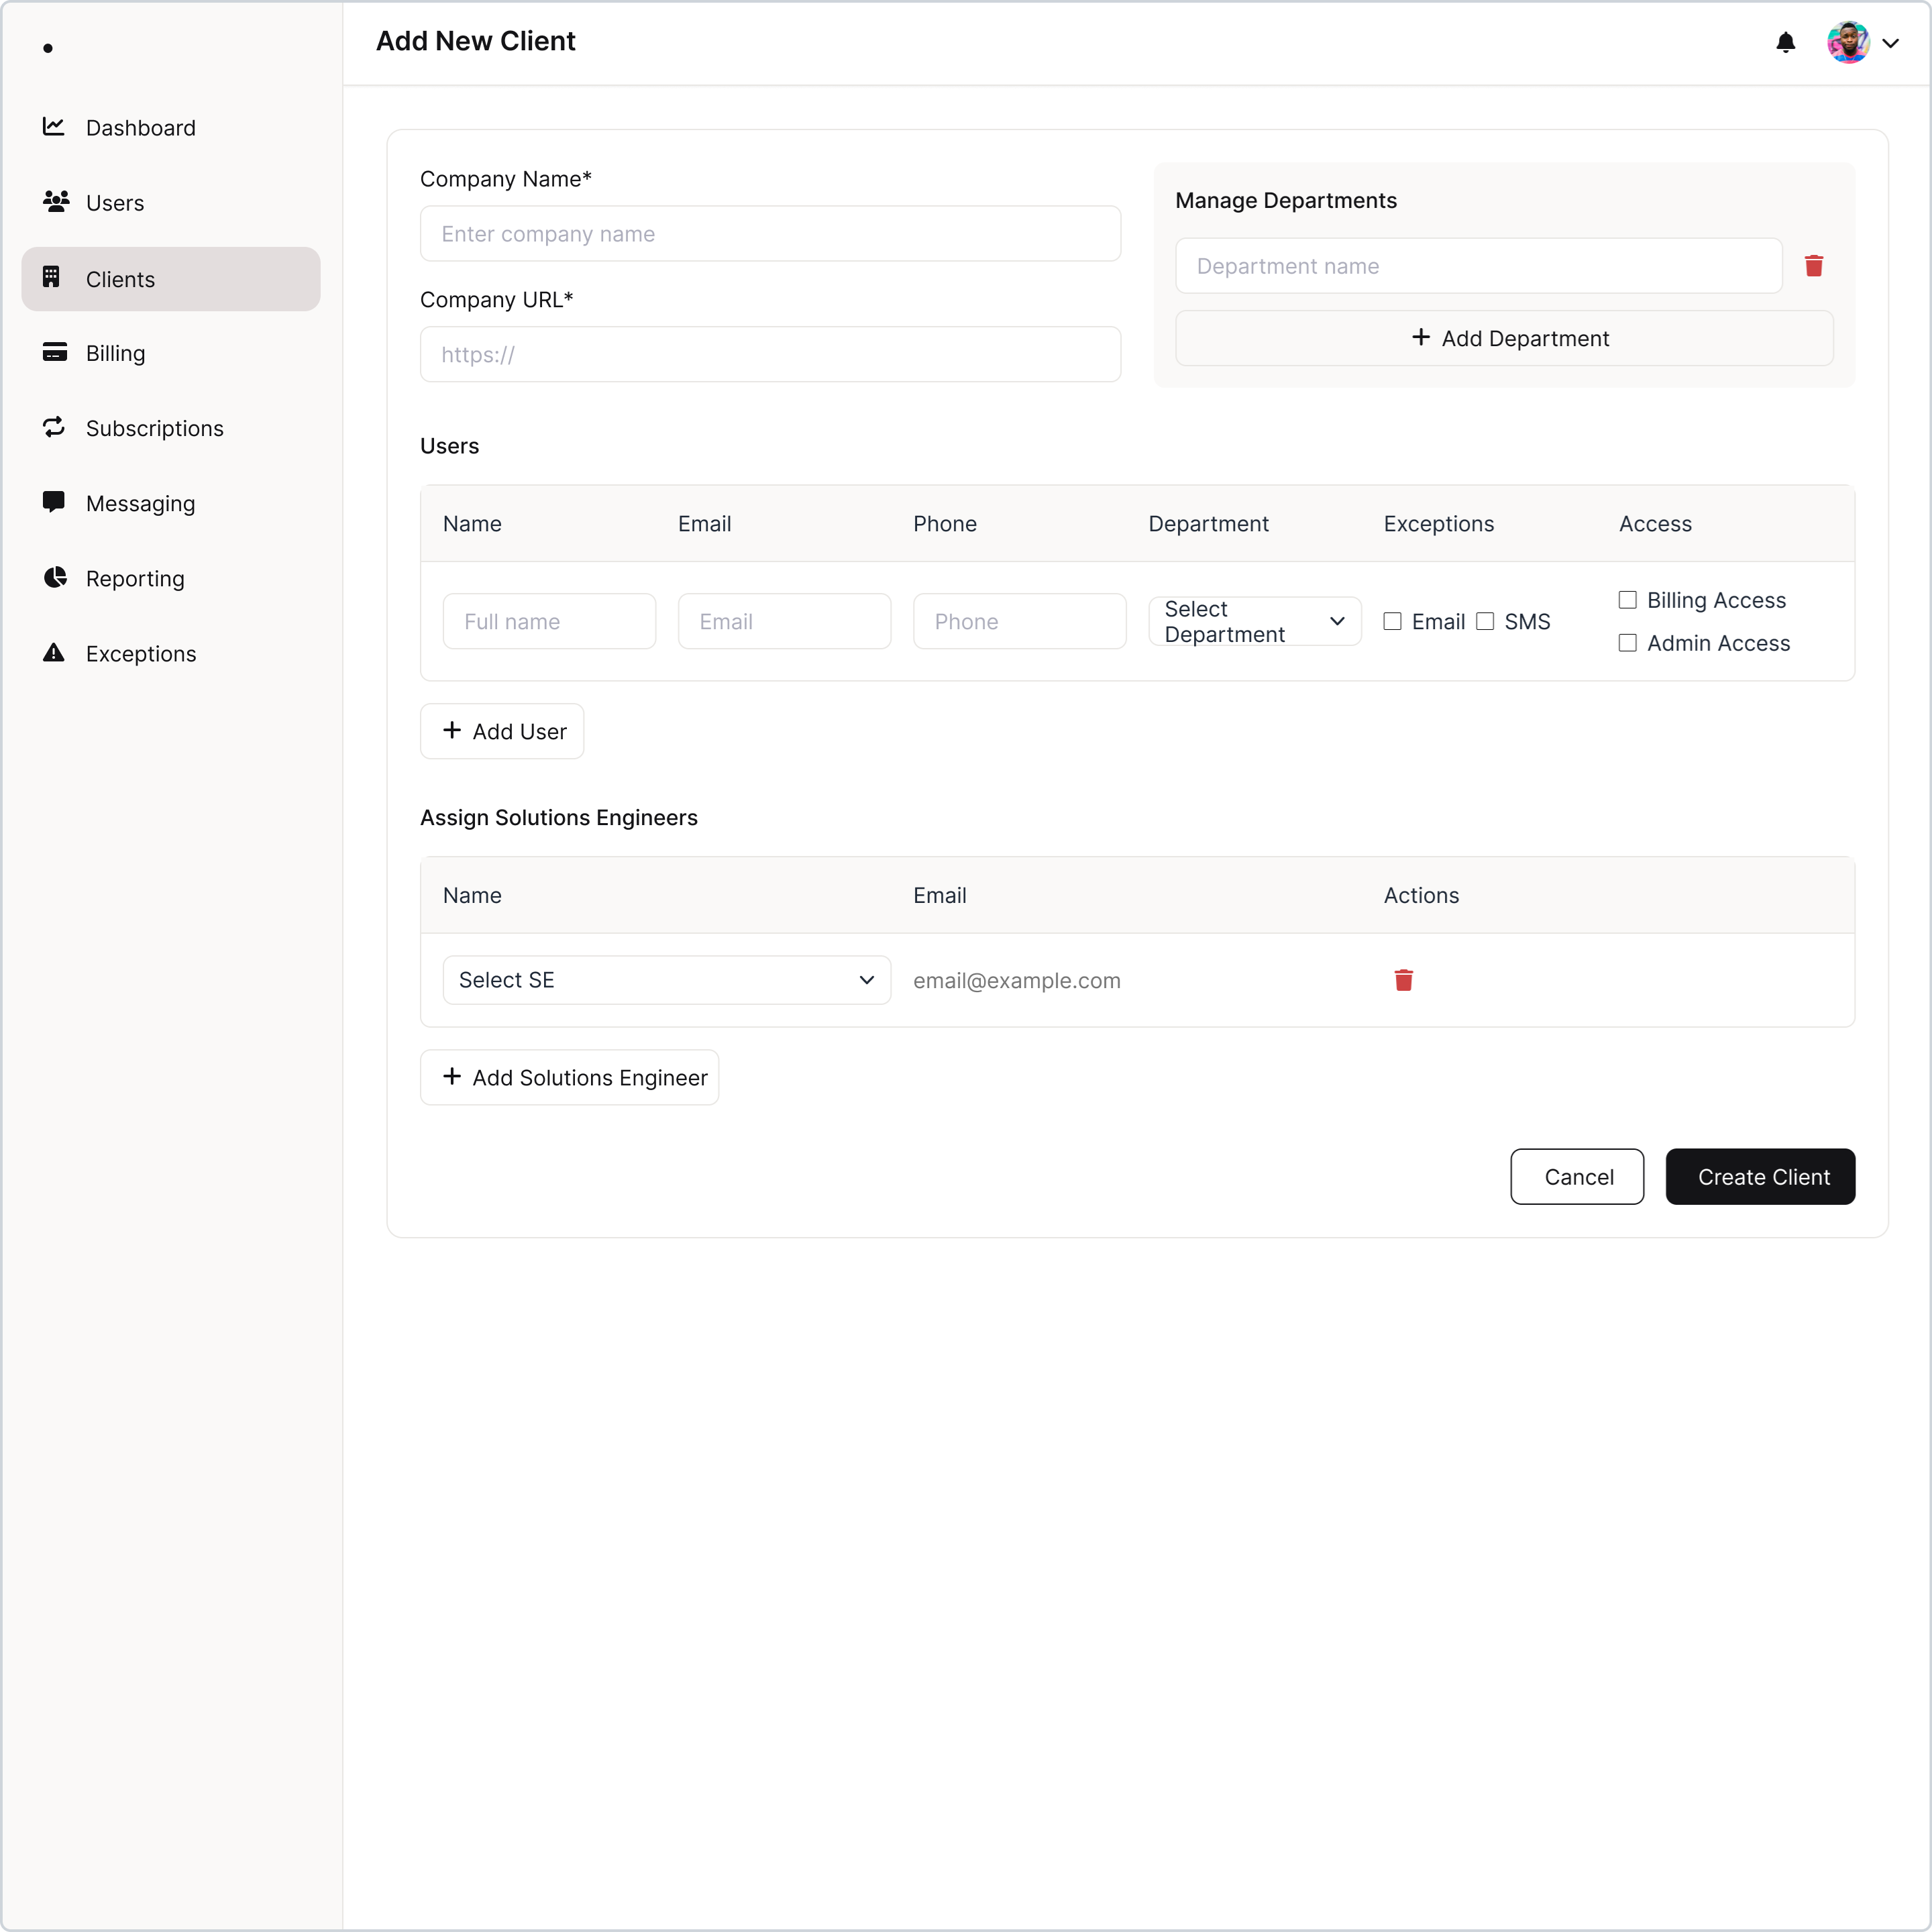 Add New Client
Dashboard
Users
Clients
Billing
Subscriptions
Messaging
Reporting
Exceptions
Company Name*
Enter company name
Company URL*
https://
Manage Departments
Department name
Add Department
Users
Name Email Phone Department Exceptions Access
Full name Email Phone Select Department Email SMS Billing Access
Admin Access
Add User
Assign Solutions Engineers
Name Email Actions
Select SE email@example.com
Add Solutions Engineer
Cancel Create Client